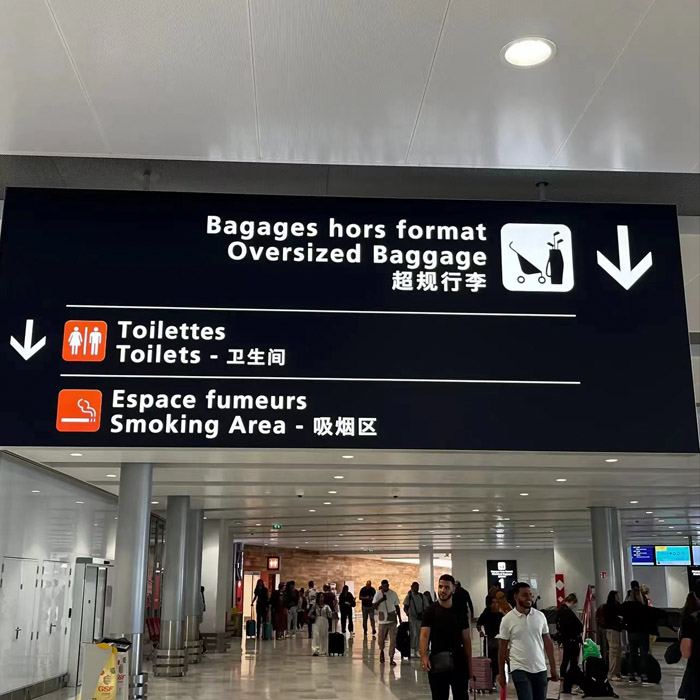 Bagages hors format
Oversized Baggage
超规行李
Toilettes
Toilets - 卫生间
Espace fumeurs
Smoking Area - 吸烟区
GSF